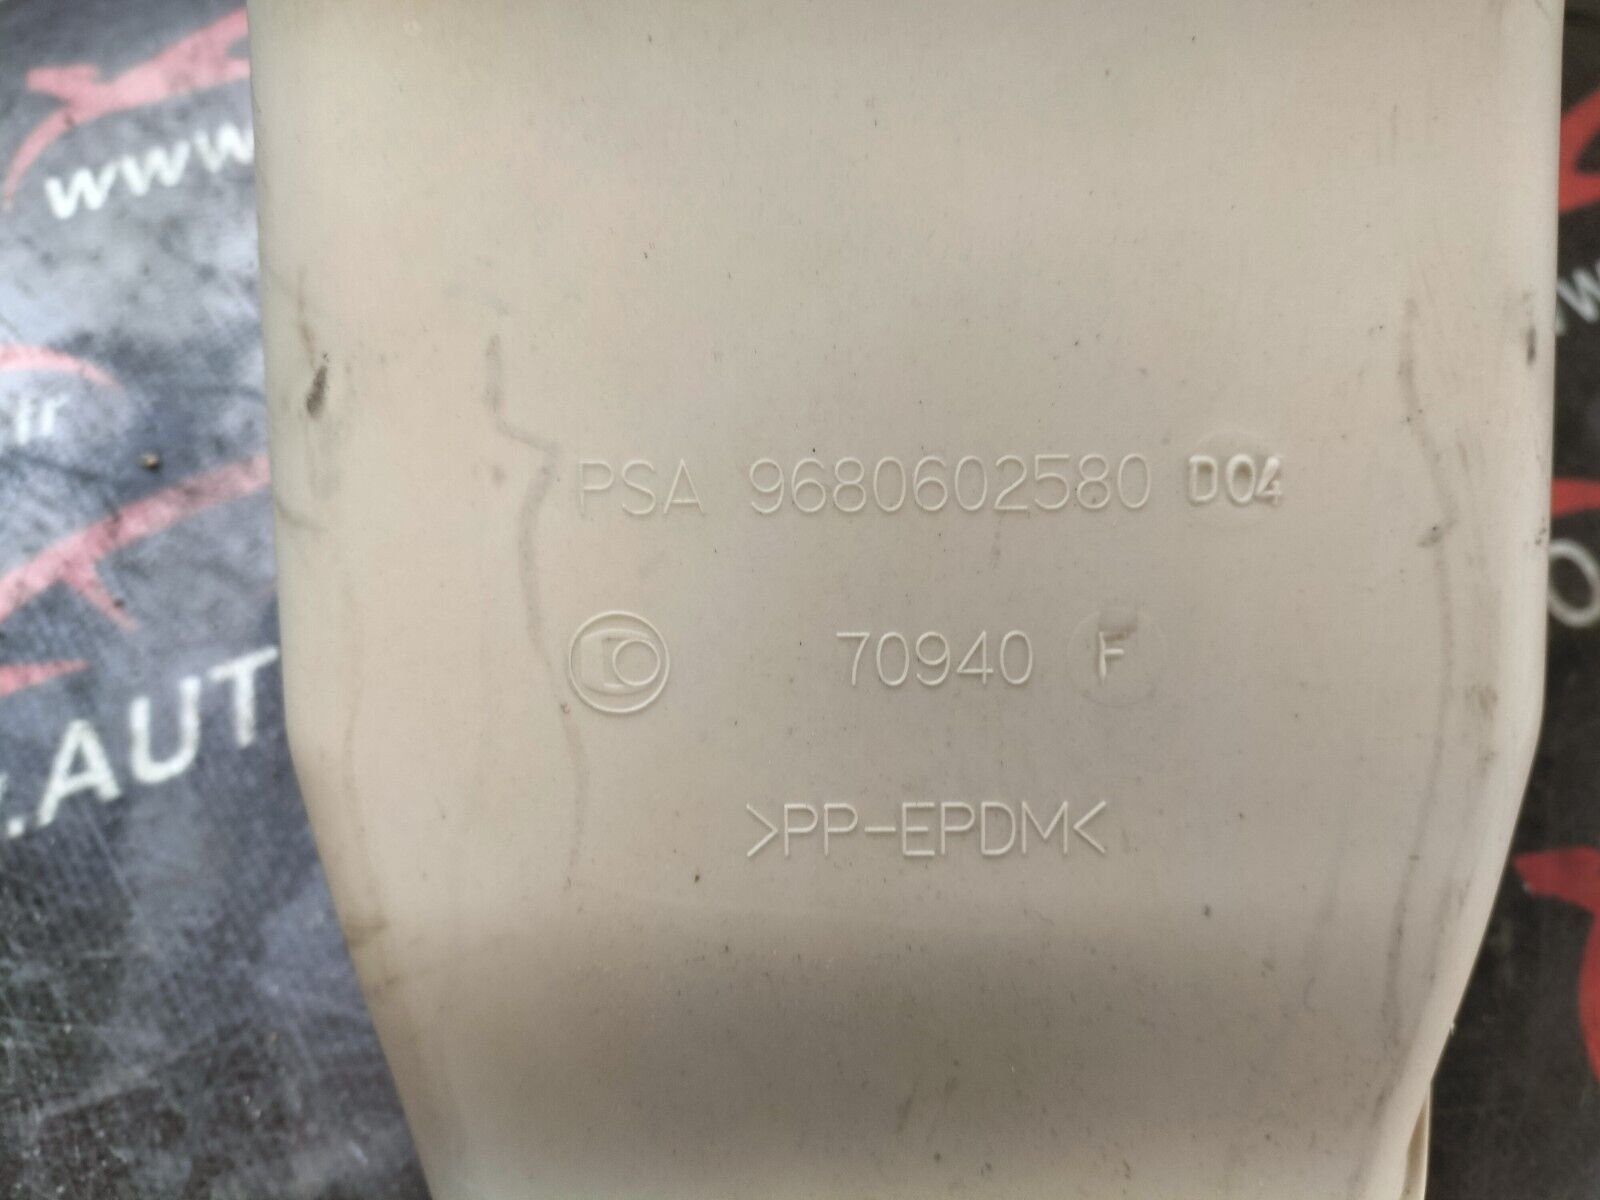 www.
PSA 9680602580 D04
70940 F
.AUT
>PP-EPDM<